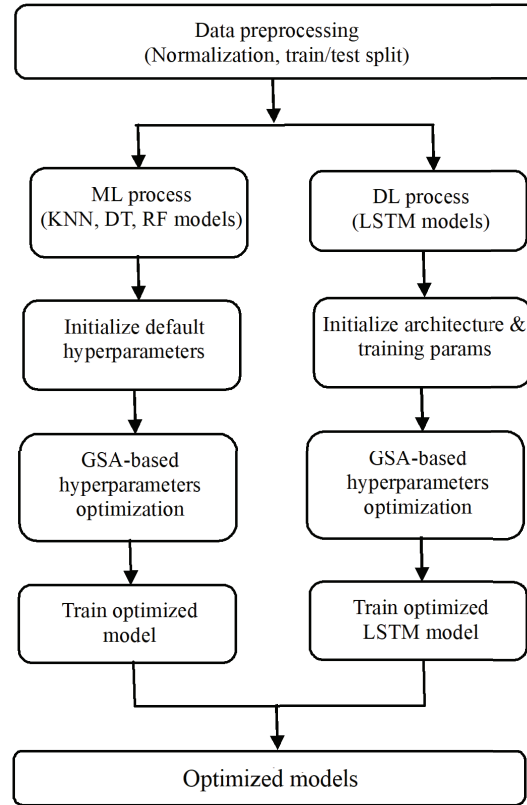 Data preprocessing
(Normalization, train/test split)
ML process
(KNN, DT, RF models)
DL process
(LSTM models)
Initialize default
hyperparameters
Initialize architecture &
training params
GSA-based
hyperparameters
optimization
GSA-based
hyperparameters
optimization
Train optimized
model
Train optimized
LSTM model
Optimized models